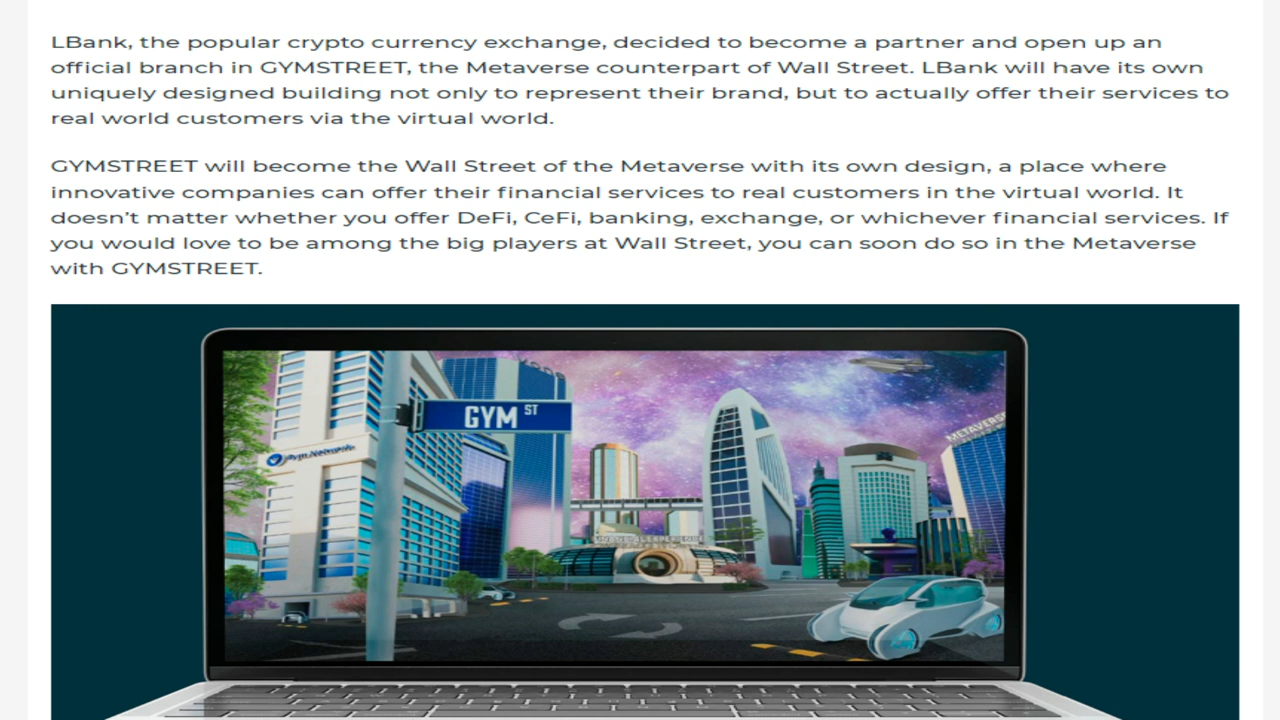 LBank, the popular crypto currency exchange, decided to become a partner and open up an
official branch in GYMSTREET, the Metaverse counterpart of Wall Street. LBank will have its own
uniquely designed building not only to represent their brand, but to actually offer their services to
real world customers via the virtual world.
GYMSTREET will become the Wall Street of the Metaverse with its own design, a place where
innovative companies can offer their financial services to real customers in the virtual world. It
doesn’t matter whether you offer DeFi, CeFi, banking, exchange, or whichever financial services. If
you would love to be among the big players at Wall Street, you can soon do so in the Metaverse
with GYMSTREET.
GYM ST
METAVERSE
Gym Network